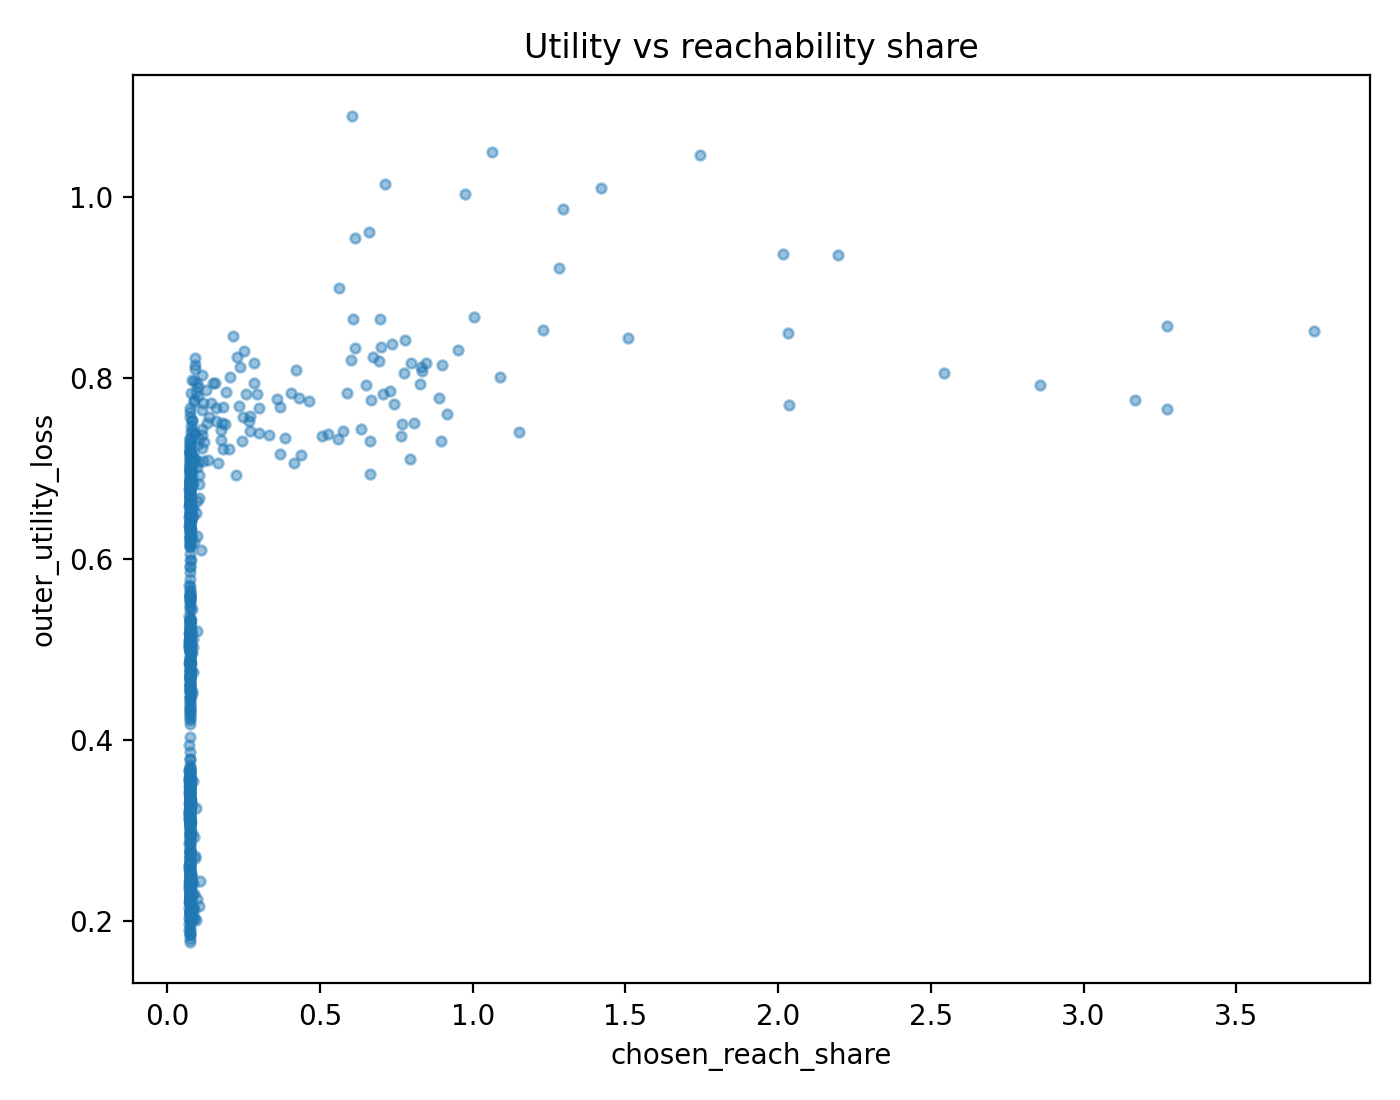 Utility vs reachability share
1.0
0.8
0.6
0.4
0.2
outer_utility_loss
0.0 0.5 1.0 1.5 2.0 2.5 3.0 3.5
chosen_reach_share